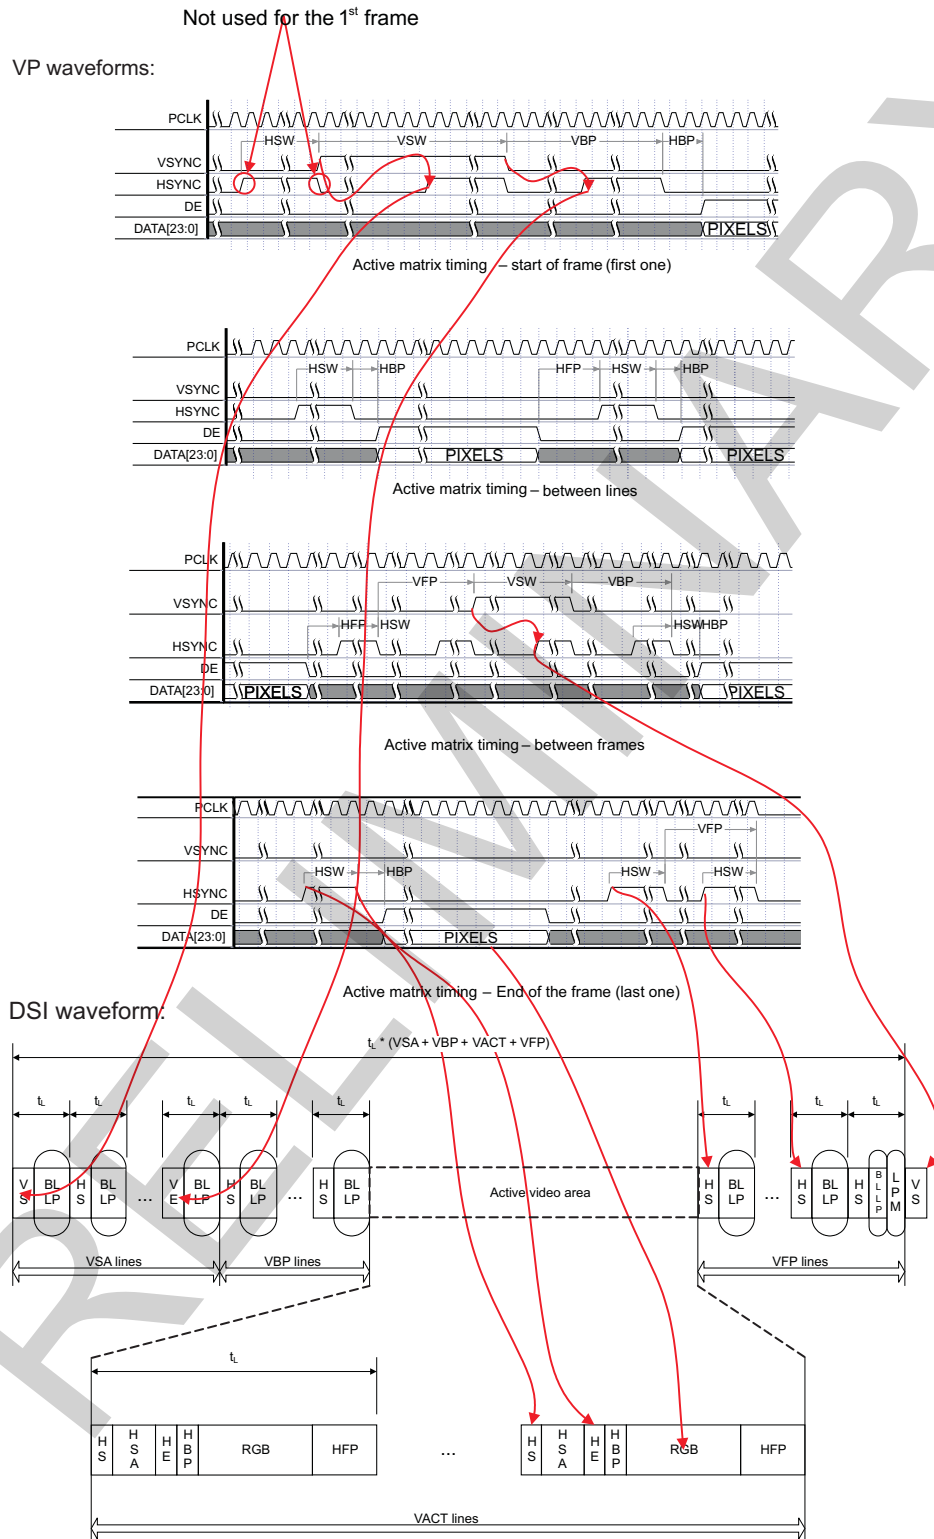 Not used for the 1st frame
VP waveforms:
PCLK
HSW VSW VBP HBP
VSYNC
HSYNC
DE
DATA[23:0] PIXELS
Active matrix timing – start of frame (first one)
PCLK
HSW HBP HFP HSW HBP
VSYNC
HSYNC
DE
DATA[23:0] PIXELS PIXELS
Active matrix timing – between lines
PCLK
VFP VSW VBP
VSYNC
HFP HSW HSW HBP
HSYNC
DE
DATA[23:0] PIXELS PIXELS PIXELS
Active matrix timing – between frames
PCLK
VFP
VSYNC
HSW HBP HSW HSW
HSYNC
DE
DATA[23:0] PIXELS
Active matrix timing – End of the frame (last one)
DSI waveform:
tL * (VSA + VBP + VACT + VFP)
tL tL tL tL tL tL tL tL
VS BLLP HS BLLP ... VE BLLP HS BLLP ... HS BLLP Active video area HS BLLP ... HS BLLP HS BLLP LPM VS
VSA lines VBP lines VFP lines
tL
HS HSA HE HBP RGB HFP ... HS HSA HE HBP RGB HFP
VACT lines
PRELIMINARY